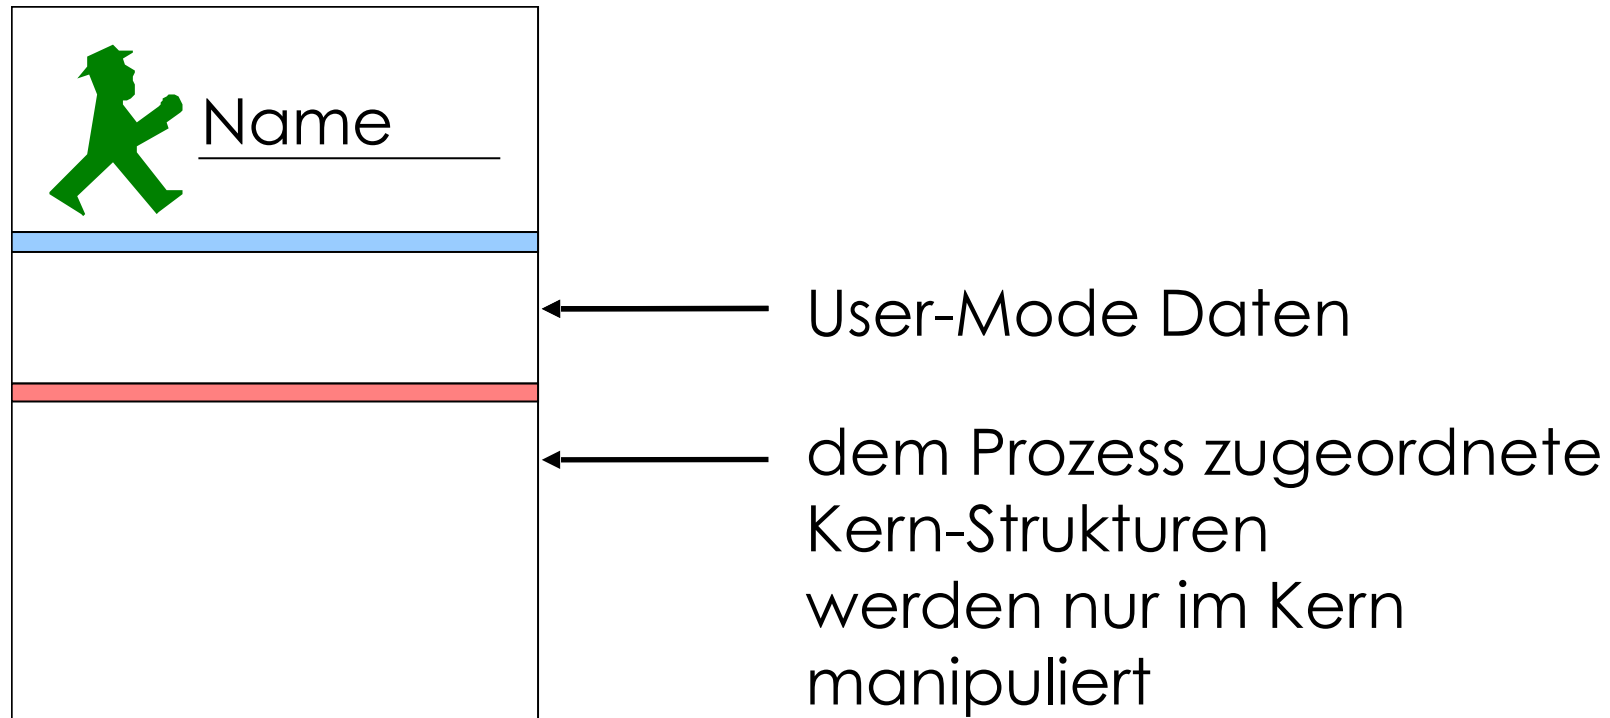 Name
User-Mode Daten
dem Prozess zugeordnete
Kern-Strukturen
werden nur im Kern
manipuliert